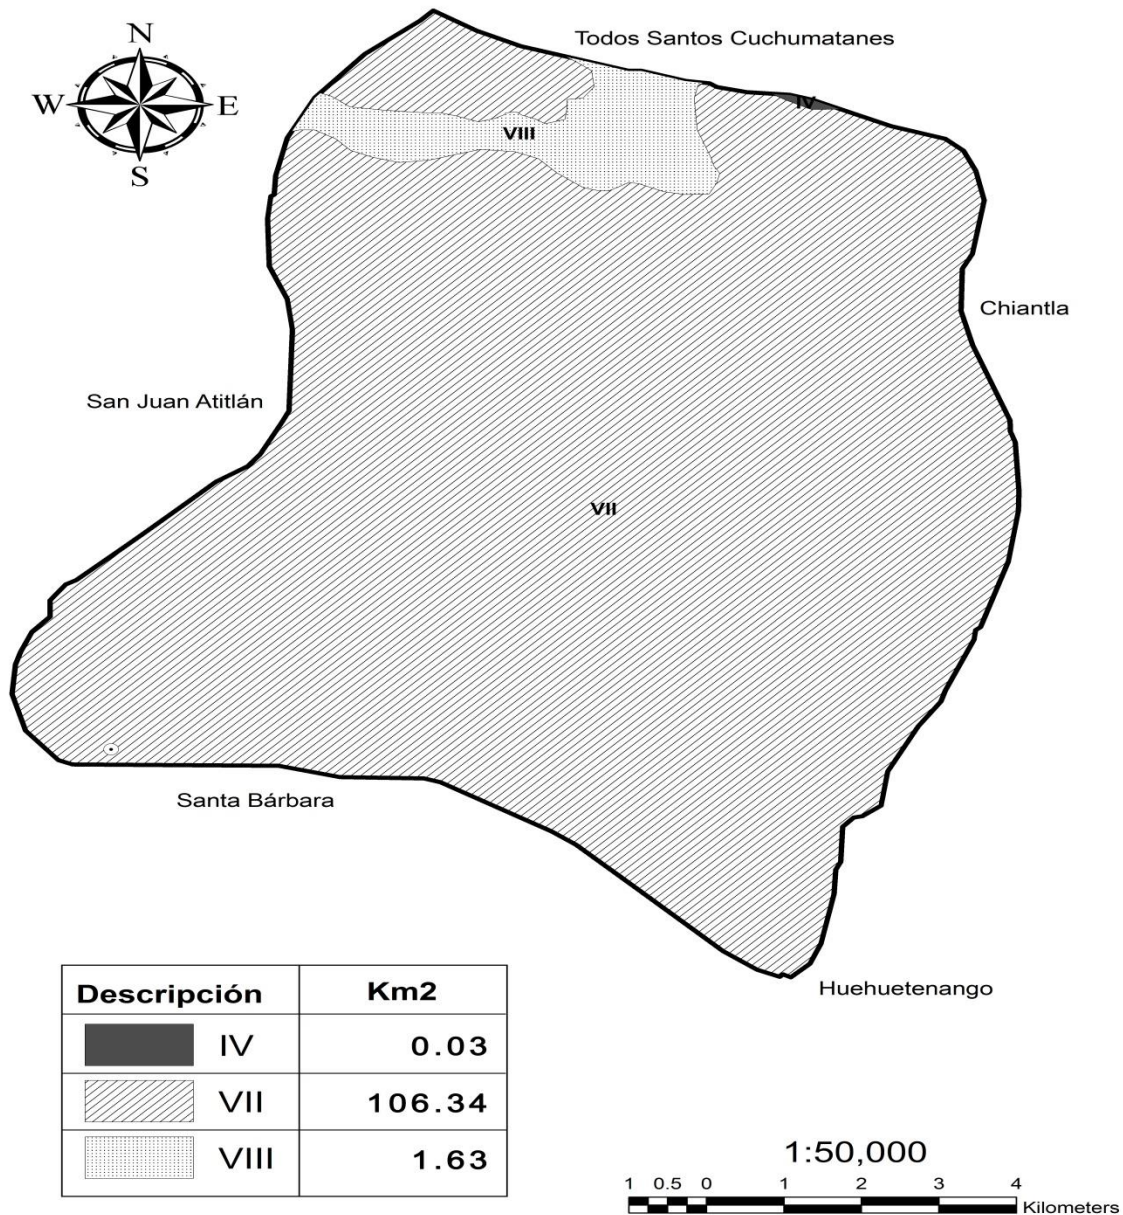 Todos Santos Cuchumatanes
N
W E
S
IV
VIII
Chiantla
San Juan Atitlán
VII
Santa Bárbara
Huehuetenango
Descripción Km2
IV 0.03
VII 106.34
VIII 1.63
1:50,000
1 0.5 0 1 2 3 4
Kilometers